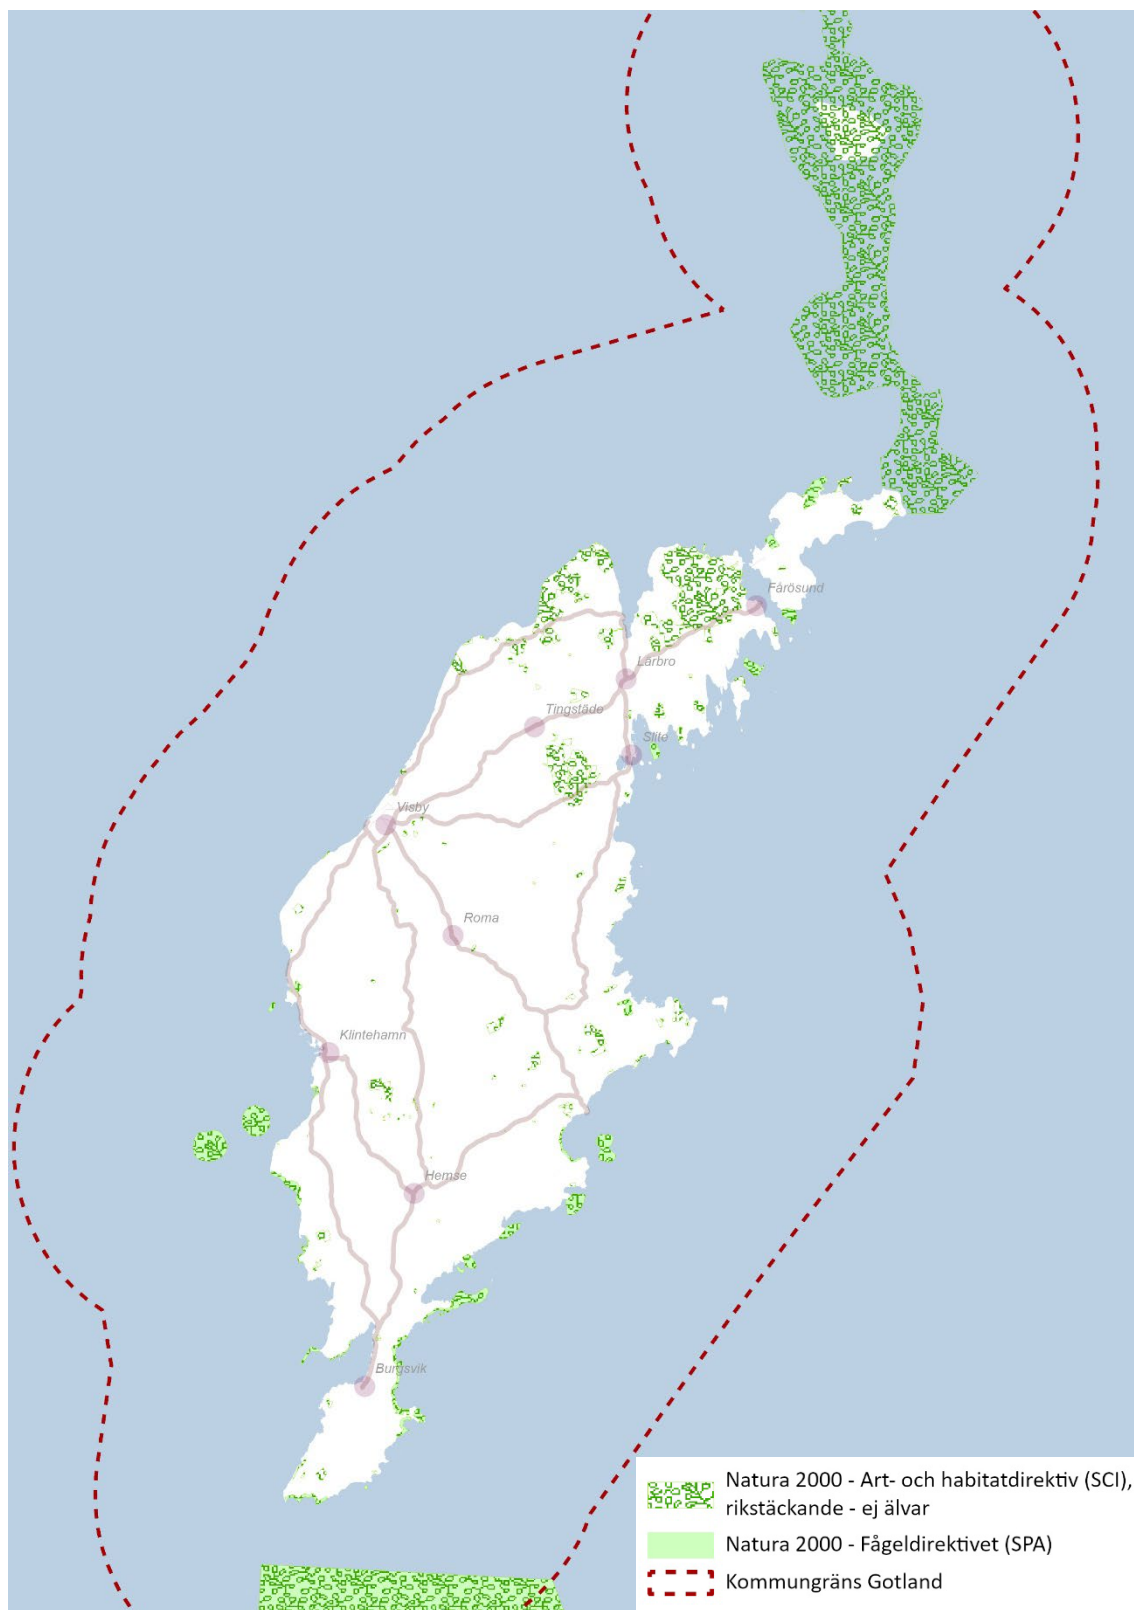 Fårösund
Lärbro
Tingstäde
Slite
Visby
Roma
Klintehamn
Hemse
Burgsvik
Natura 2000 - Art- och habitatdirektiv (SCI),
rikstäckande - ej älvar
Natura 2000 - Fågeldirektivet (SPA)
Kommungräns Gotland